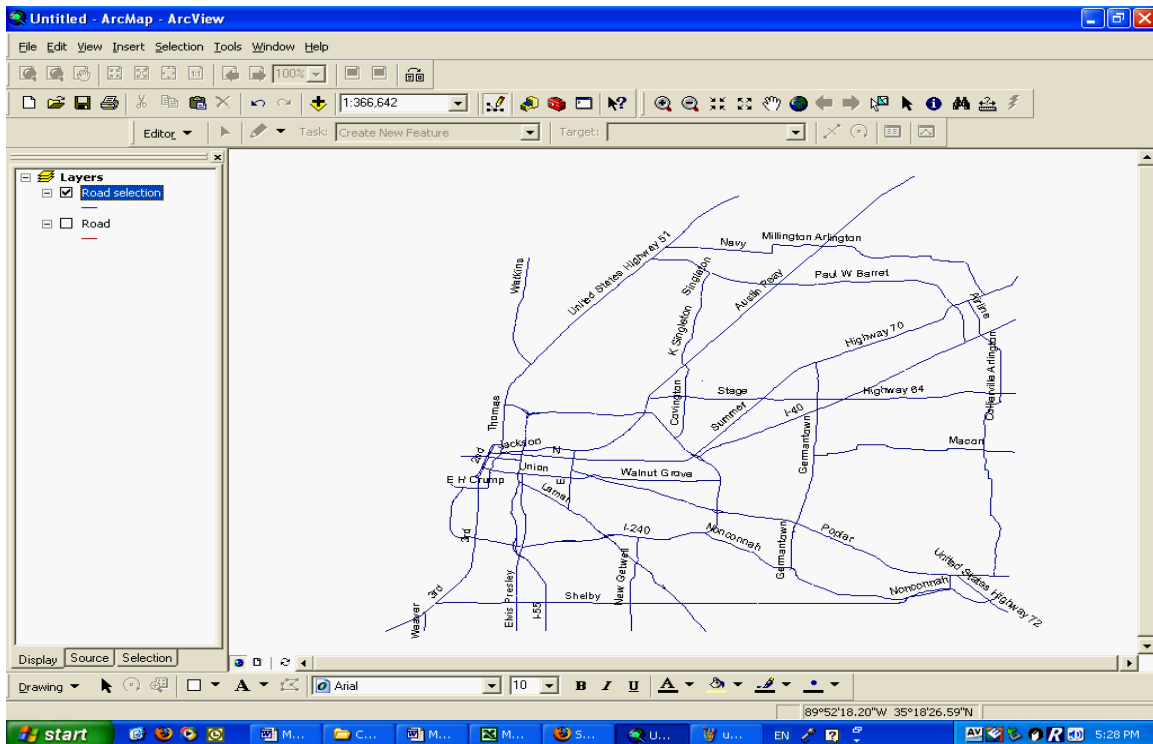 Untitled - ArcMap - ArcView
File Edit View Insert Selection Tools Window Help
100%
1:366,642
Editor Task: Create New Feature Target:
Layers
Road selection
Road
Millington Arlington
Navy
United States Highway 51
Watkins
Singleton
Paul W Barret
Austin Peay
Airline
K Singleton
Highway 70
Collierville Arlington
Stage
Highway 64
Thomas
Covington
Summer
I-40
Germantown
Macon
Jackson
N
2nd
Union
Walnut Grove
E H Crump
E
Lamar
I-240
Nonconnah
Poplar
3rd
Germantown
United States Highway 72
New Getwell
Nonconnah
Elvis Presley
3rd
Shelby
I-55
Weaver
Display Source Selection
Drawing A Arial 10 B I U A
89°52'18.20"W 35°18'26.59"N
start M... C... M... M... S... U... u... EN AV R 5:28 PM